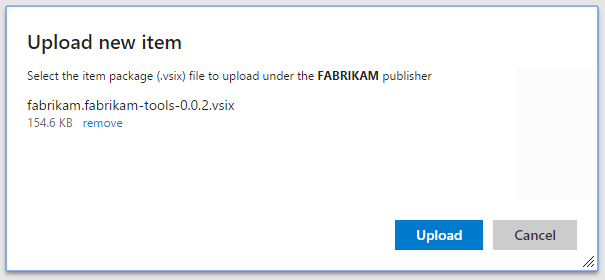 Upload new item
Select the item package (.vsix) file to upload under the FABRIKAM publisher
fabrikam.fabrikam-tools-0.0.2.vsix
154.6 KB remove
Upload Cancel